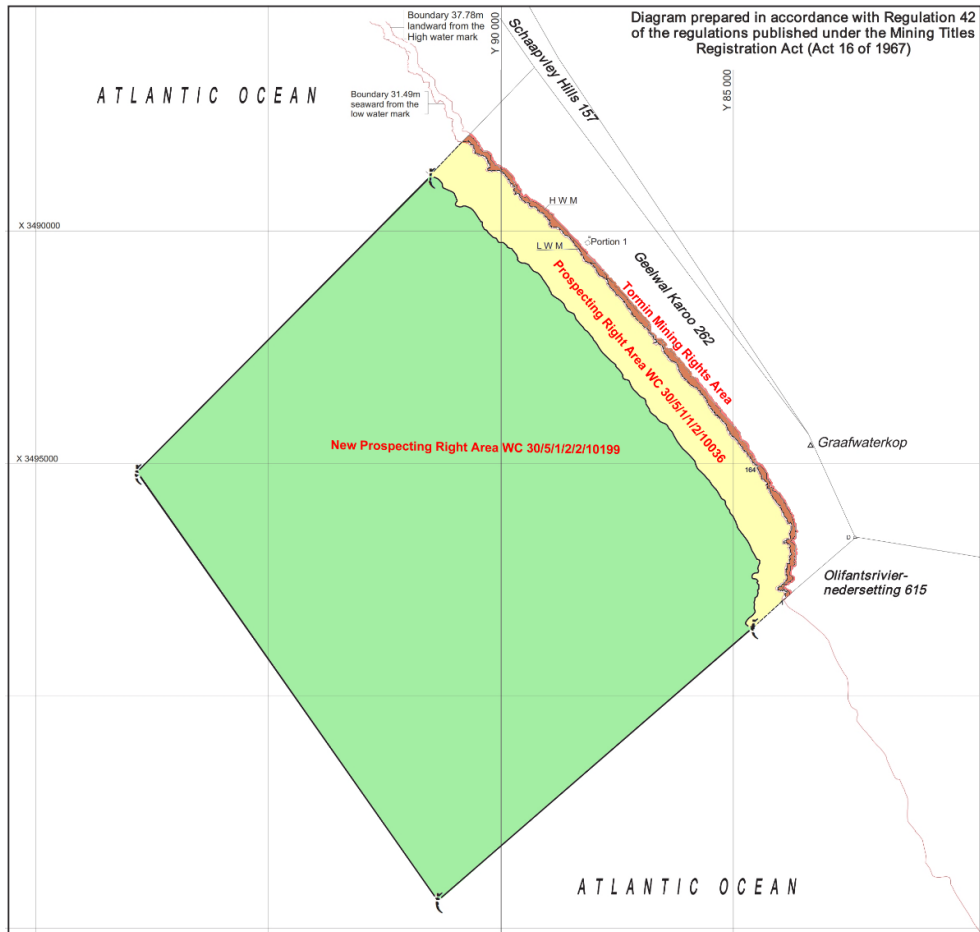 Diagram prepared in accordance with Regulation 42
of the regulations published under the Mining Titles
Registration Act (Act 16 of 1967)
Boundary 37.78m
landward from the
High water mark
Y 90 000
Schaapvley Hills 157
Y 85 000
ATLANTIC OCEAN
Boundary 31.49m
seaward from the
low water mark
H W M
X 3490000
L W M
Portion 1
Geelwal Karoo 262
Tormin Mining Rights Area
Prospecting Right Area WC 30/5/1/1/2/10036
New Prospecting Right Area WC 30/5/1/2/2/10199
Graafwaterkop
X 3495000
164
D
Olifantsrivier-
nedersetting 615
ATLANTIC OCEAN